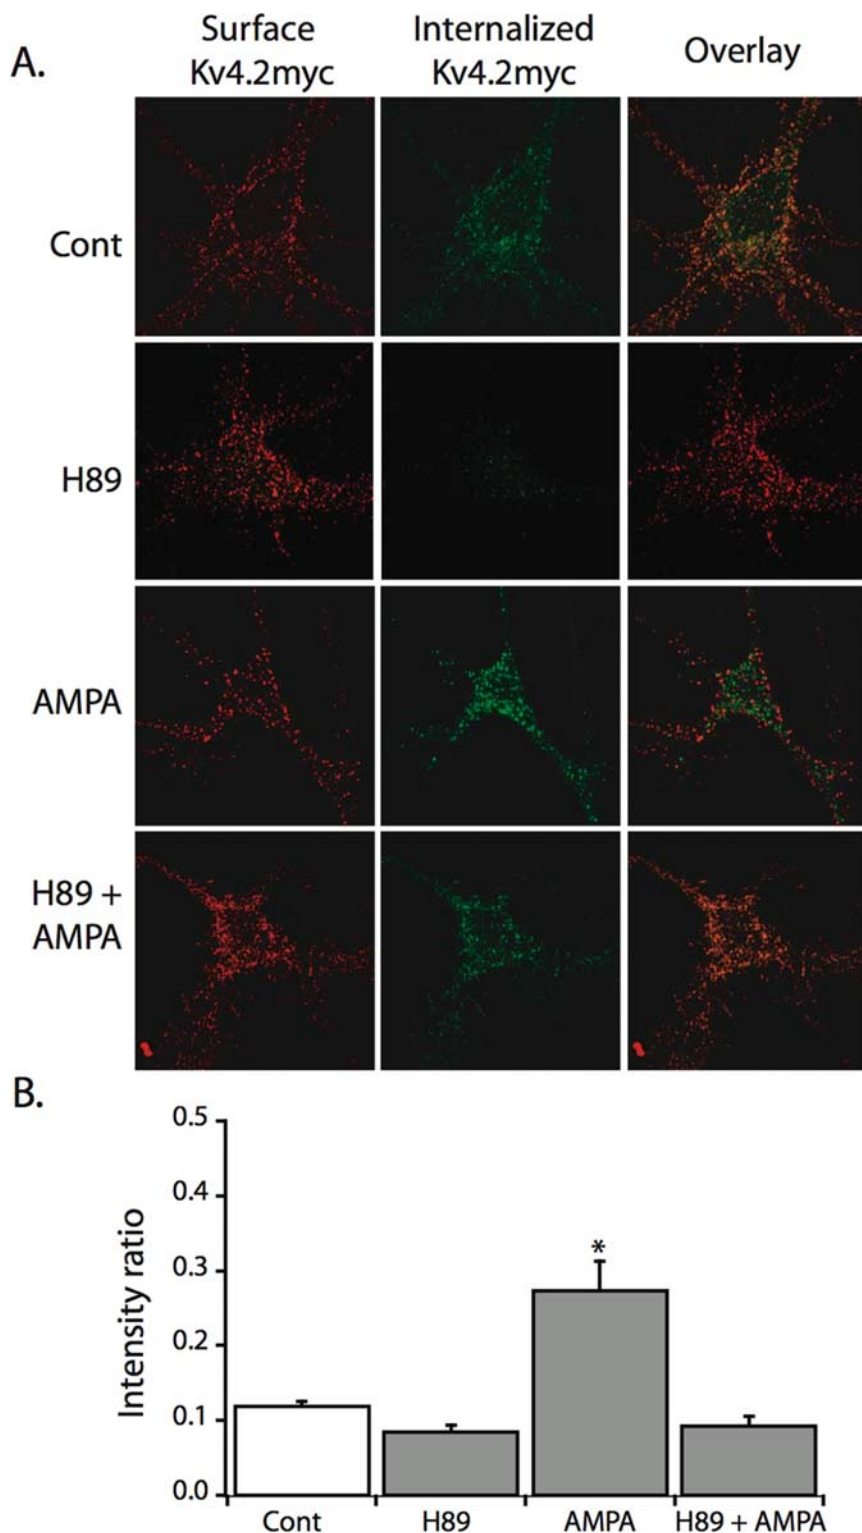 A.
Surface
Kv4.2myc
Internalized
Kv4.2myc
Overlay
Cont
H89
AMPA
H89 +
AMPA
B.
Intensity ratio
0.5
0.4
0.3
0.2
0.1
0.0
*
Cont
H89
AMPA
H89 + AMPA